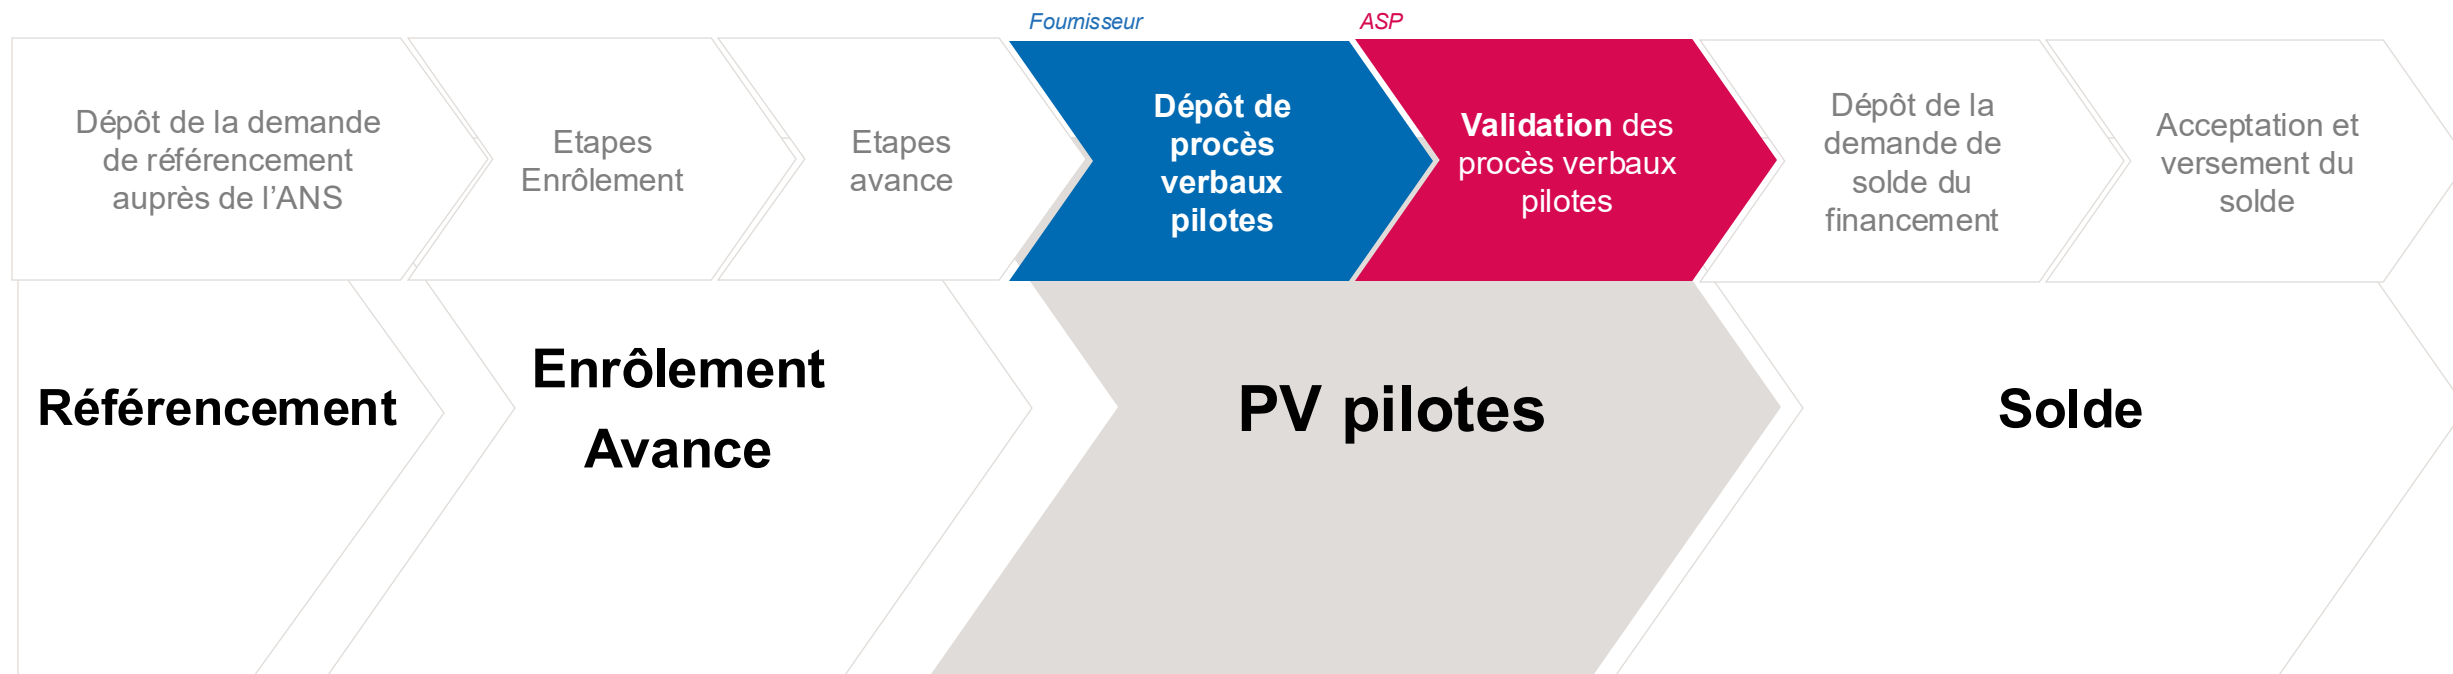 Fournisseur
ASP
Dépôt de la demande
de référencement
auprès de l'ANS
Etapes
Enrôlement
Etapes
avance
Dépôt de
procès
verbaux
pilotes
Validation des
procès verbaux
pilotes
Dépôt de la
demande de
solde du
financement
Acceptation et
versement du
solde
Référencement
Enrôlement
Avance
PV pilotes
Solde